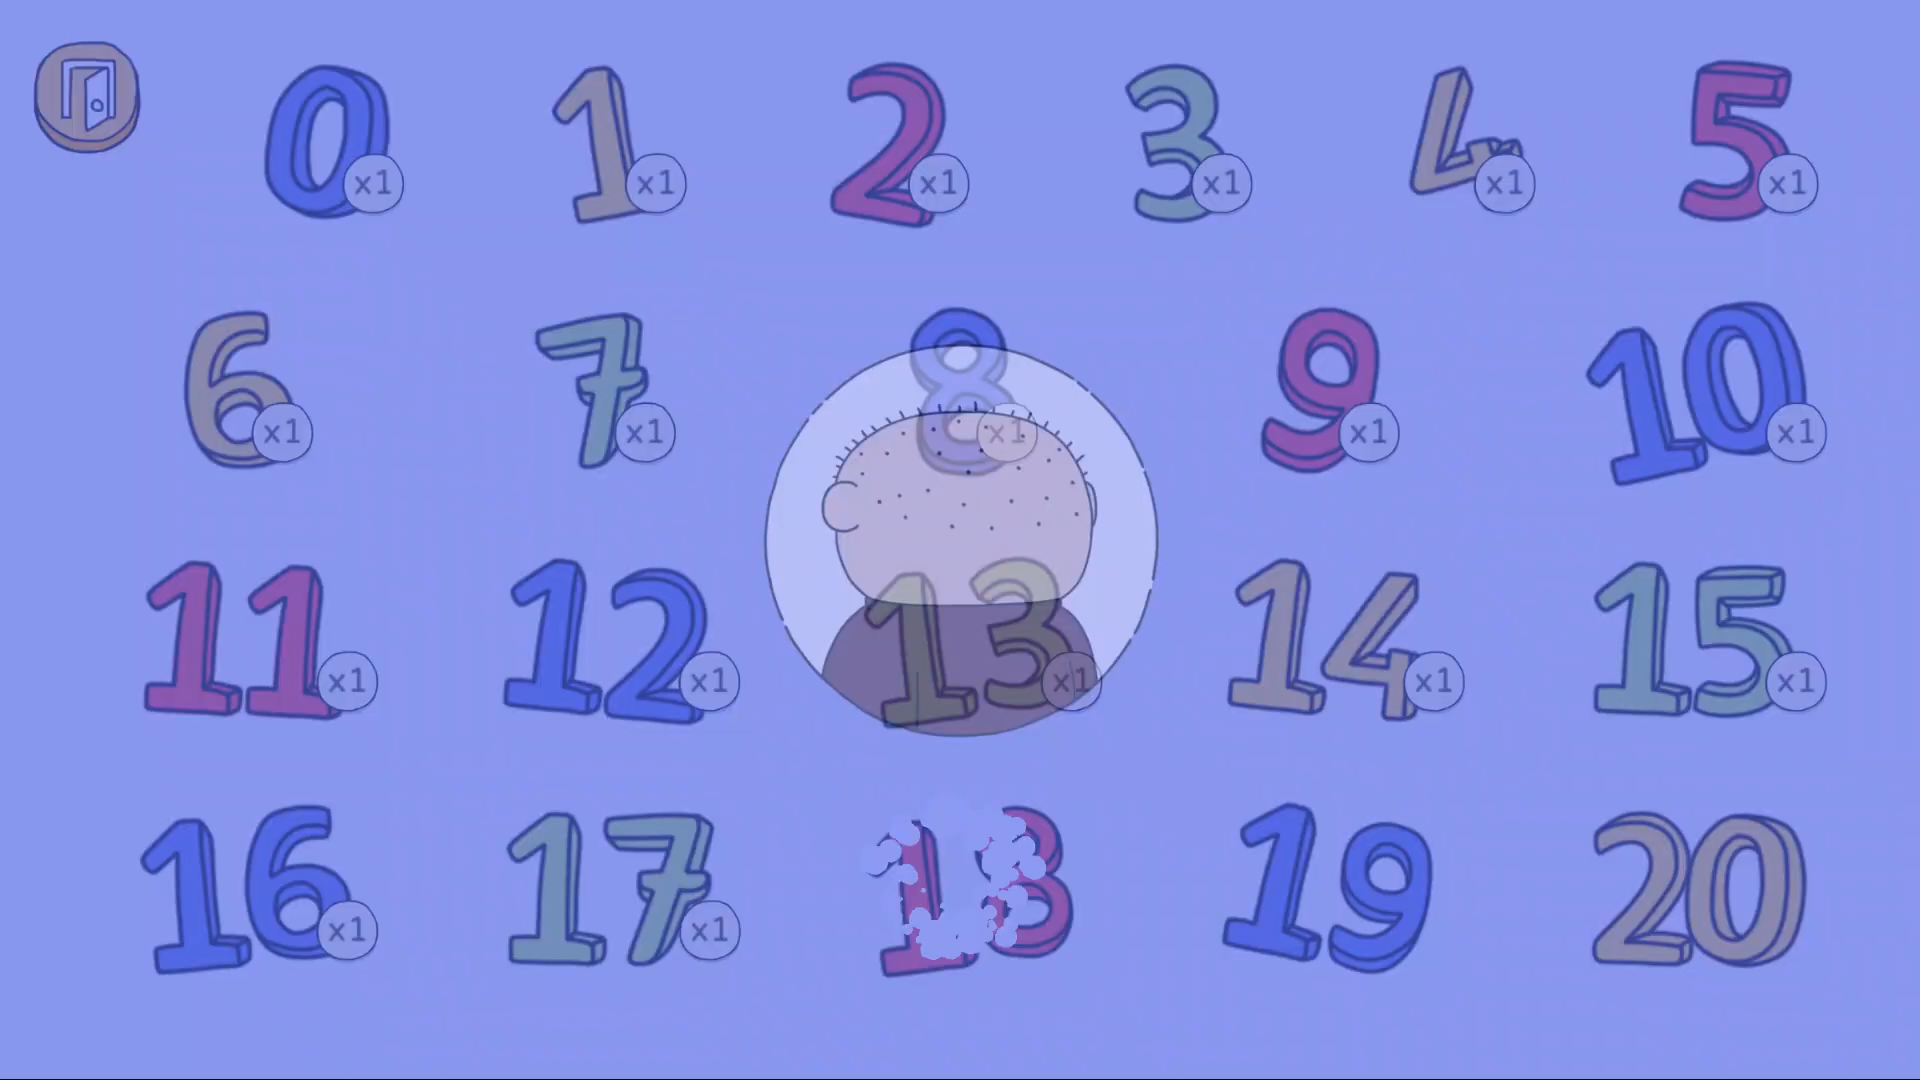 0 x1 1 x1 2 x1 3 x1 4 x1 5 x1
6 x1 7 x1 8 x1 9 x1 10 x1
11 x1 12 x1 13 x1 14 x1 15 x1
16 x1 17 x1 18 19 20